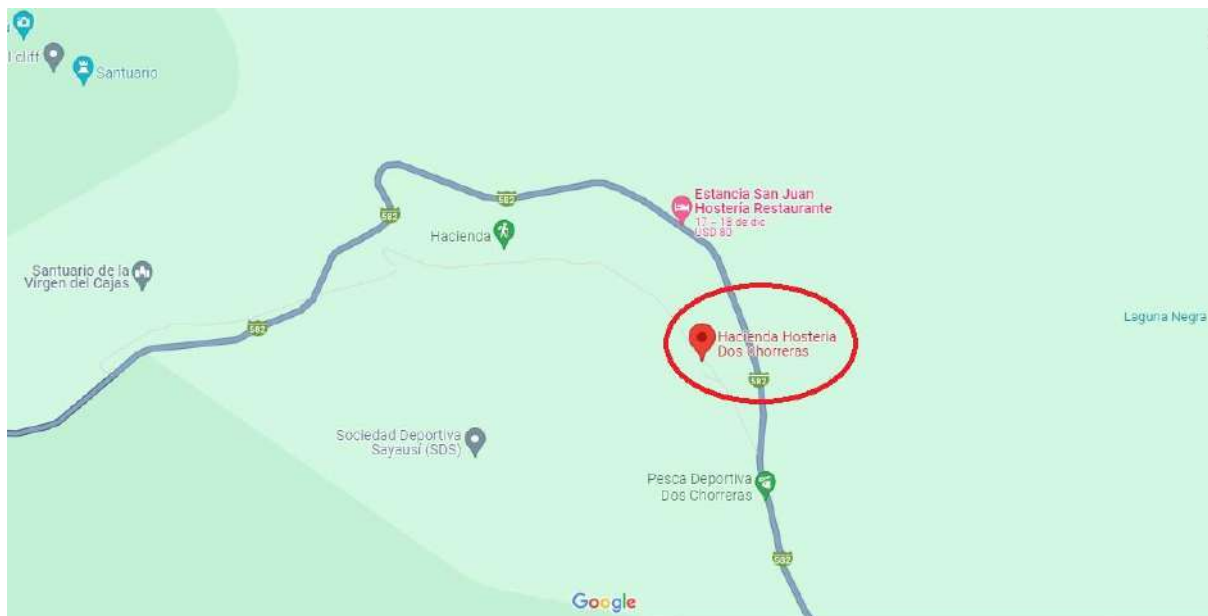 l cliff
Santuario
582
582
Estancia San Juan
Hostería Restaurante
17 – 18 de dic
USD 80
Hacienda
Santuario de la
Virgen del Cajas
582
Hacienda Hosteria
Dos Chorreras
Laguna Negra
582
Sociedad Deportiva
Sayausí (SDS)
Pesca Deportiva
Dos Chorreras
582
Google